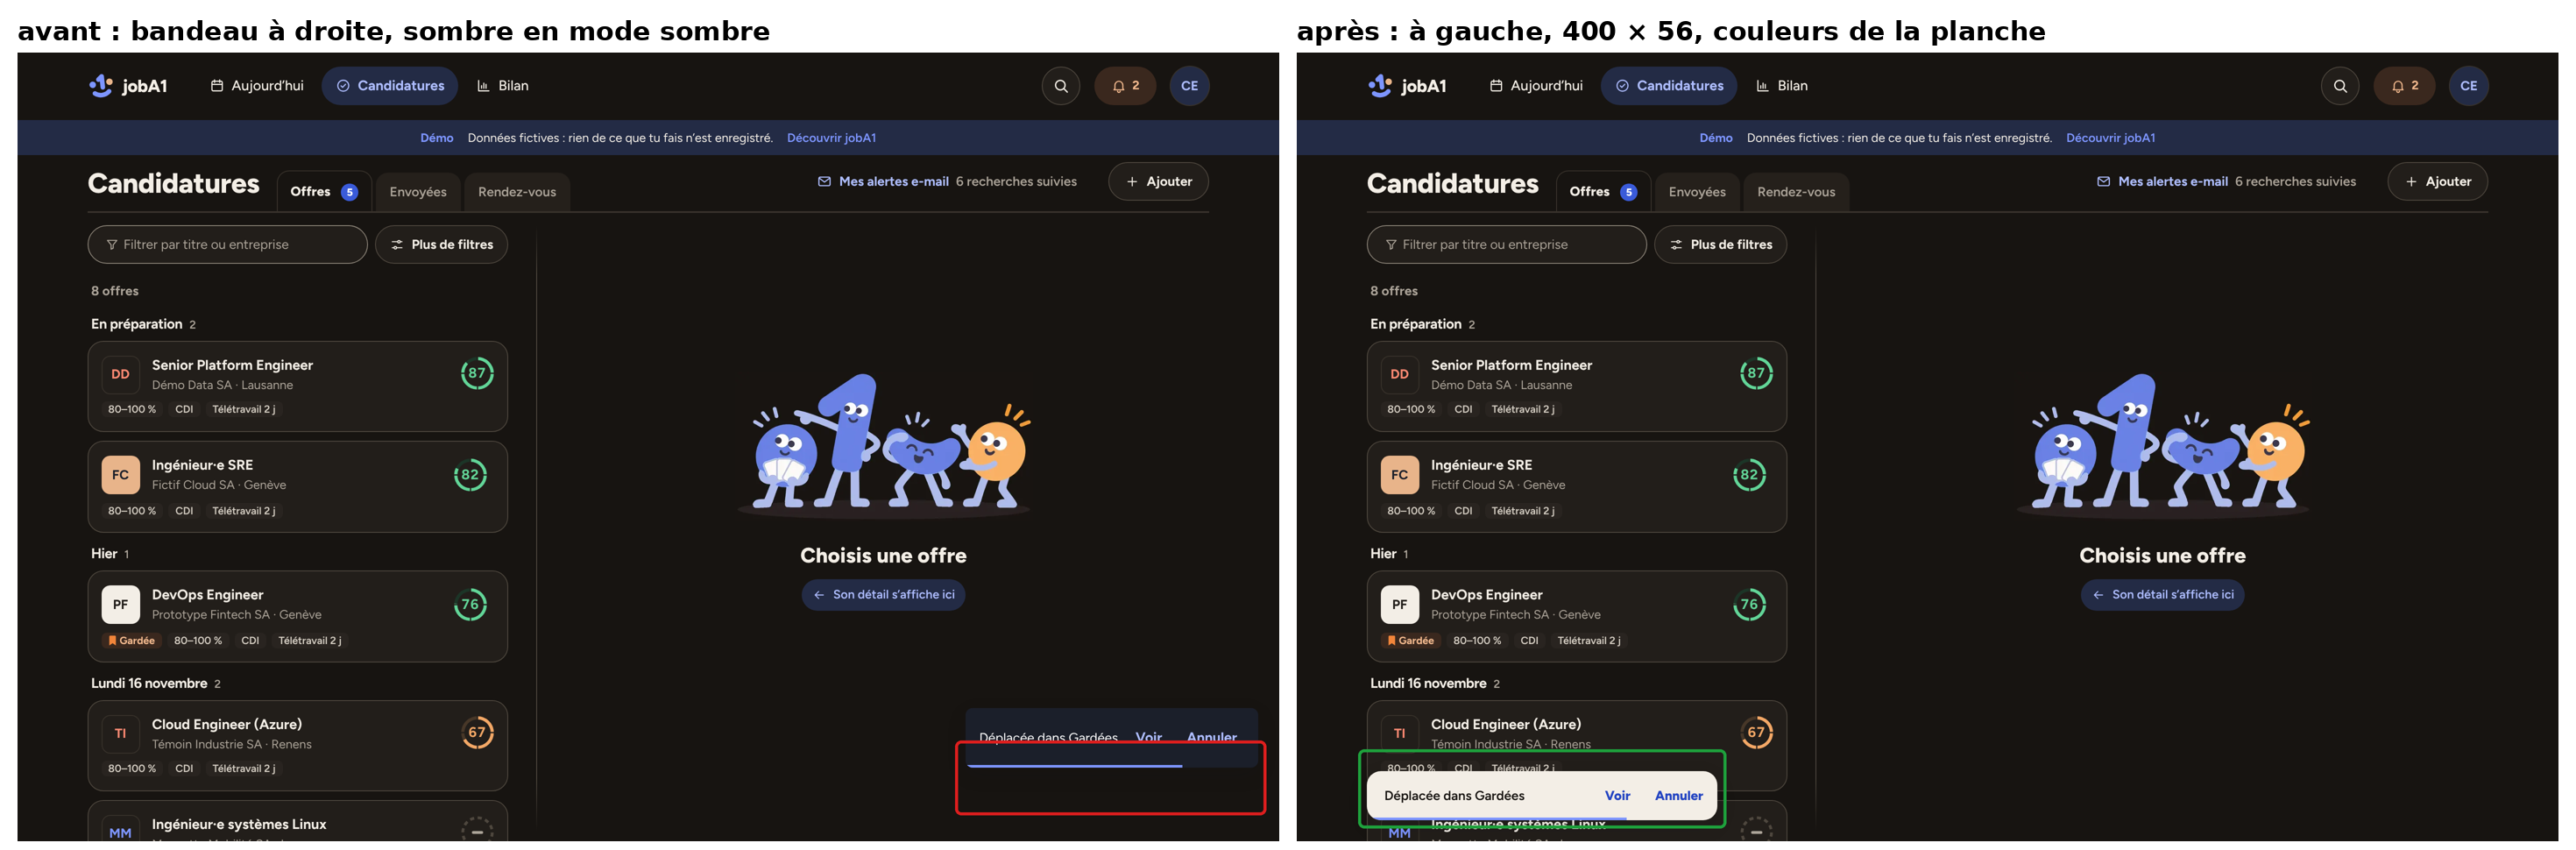 avant : bandeau à droite, sombre en mode sombre
jobA1
Aujourd'hui
Candidatures
Bilan
2
CE
Démo Données fictives : rien de ce que tu fais n'est enregistré. Découvrir jobA1
Candidatures
Offres 5
Envoyées
Rendez-vous
Mes alertes e-mail 6 recherches suivies
+ Ajouter
Filtrer par titre ou entreprise
Plus de filtres
8 offres
En préparation 2
DD
Senior Platform Engineer
Démo Data SA · Lausanne
87
80–100 % CDI Télétravail 2 j
FC
Ingénieur·e SRE
Fictif Cloud SA · Genève
82
80–100 % CDI Télétravail 2 j
Hier 1
PF
DevOps Engineer
Prototype Fintech SA · Genève
76
Gardée 80–100 % CDI Télétravail 2 j
Lundi 16 novembre 2
TI
Cloud Engineer (Azure)
Témoin Industrie SA · Renens
67
80–100 % CDI Télétravail 2 j
MM
Ingénieur·e systèmes Linux
Choisis une offre
← Son détail s'affiche ici
Déplacée dans Gardées Voir Annuler
après : à gauche, 400 × 56, couleurs de la planche
jobA1
Aujourd'hui
Candidatures
Bilan
2
CE
Démo Données fictives : rien de ce que tu fais n'est enregistré. Découvrir jobA1
Candidatures
Offres 5
Envoyées
Rendez-vous
Mes alertes e-mail 6 recherches suivies
+ Ajouter
Filtrer par titre ou entreprise
Plus de filtres
8 offres
En préparation 2
DD
Senior Platform Engineer
Démo Data SA · Lausanne
87
80–100 % CDI Télétravail 2 j
FC
Ingénieur·e SRE
Fictif Cloud SA · Genève
82
80–100 % CDI Télétravail 2 j
Hier 1
PF
DevOps Engineer
Prototype Fintech SA · Genève
76
Gardée 80–100 % CDI Télétravail 2 j
Lundi 16 novembre 2
TI
Cloud Engineer (Azure)
Témoin Industrie SA · Renens
67
80–100 % CDI Télétravail 2 j
Déplacée dans Gardées Voir Annuler
MM
Ingénieur·e systèmes Linux
Choisis une offre
← Son détail s'affiche ici